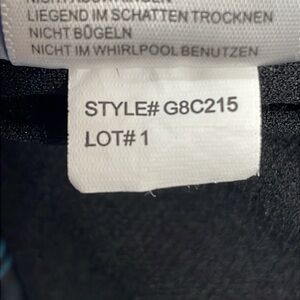 LIEGEND IM SCHATTEN TROCKNEN
NICHT BÜGELN
NICHT IM WHIRLPOOL BENUTZEN
STYLE# G8C215
LOT# 1